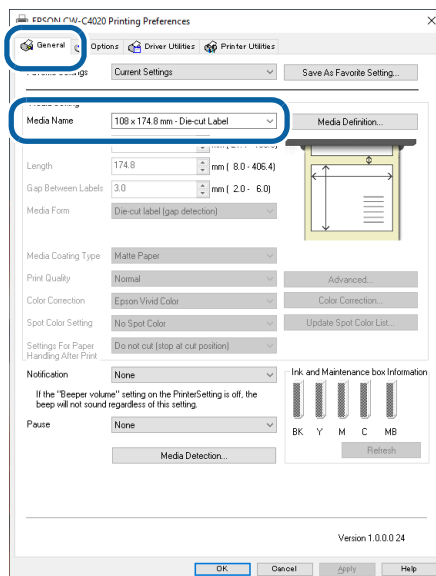 EPSON CW-C4020 Printing Preferences
General
Options
Driver Utilities
Printer Utilities
Current Settings
Save As Favorite Setting...
Media Name
108 x 174.8 mm - Die-cut Label
Media Definition...
Length
174.8
mm ( 8.0 - 406.4)
Gap Between Labels
3.0
mm ( 2.0 - 6.0)
Media Form
Die-cut label (gap detection)
Media Coating Type
Matte Paper
Print Quality
Normal
Advanced...
Color Correction
Epson Vivid Color
Color Correction...
Spot Color Setting
No Spot Color
Update Spot Color List...
Settings For Paper
Handling After Print
Do not cut (stop at cut position)
Notification
None
Ink and Maintenance box Information
If the "Beeper volume" setting on the PrinterSetting is off, the
beep will not sound regardless of this setting.
Pause
None
BK Y M C MB
Refresh
Media Detection...
Version 1.0.0.0 24
OK
Cancel
Apply
Help